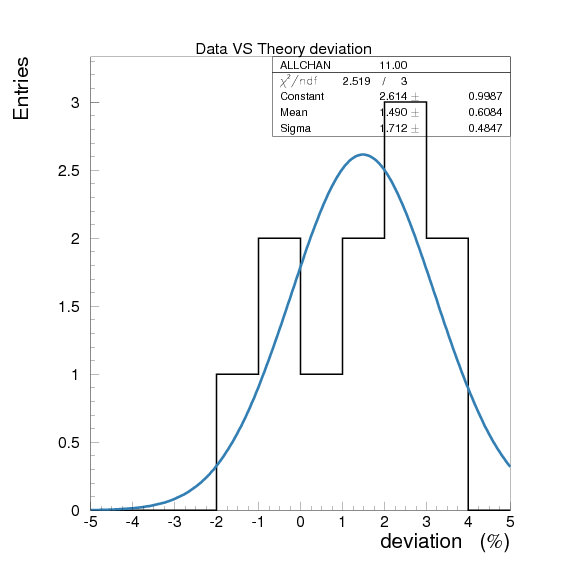 Data VS Theory deviation
ALLCHAN 11.00
χ²/ndf 2.519 / 3
Constant 2.614 ± 0.9987
Mean 1.490 ± 0.6084
Sigma 1.712 ± 0.4847
Entries
3
2.5
2
1.5
1
0.5
0
-5 -4 -3 -2 -1 0 1 2 3 4 5
deviation (%)